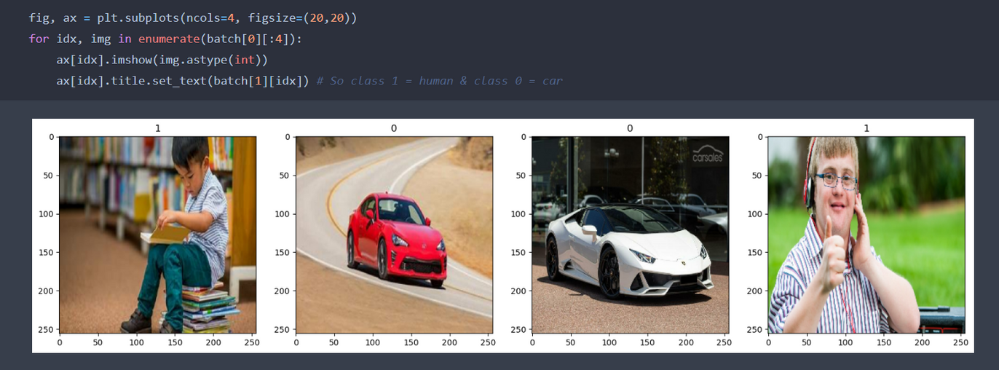 fig, ax = plt.subplots(ncols=4, figsize=(20,20))
for idx, img in enumerate(batch[0][:4]):
    ax[idx].imshow(img.astype(int))
    ax[idx].title.set_text(batch[1][idx]) # So class 1 = human & class 0 = car
1 0 0 1
carsales
0 0 0 0
50 50 50 50
100 100 100 100
150 150 150 150
200 200 200 200
250 250 250 250
0 50 100 150 200 250 0 50 100 150 200 250 0 50 100 150 200 250 0 50 100 150 200 250